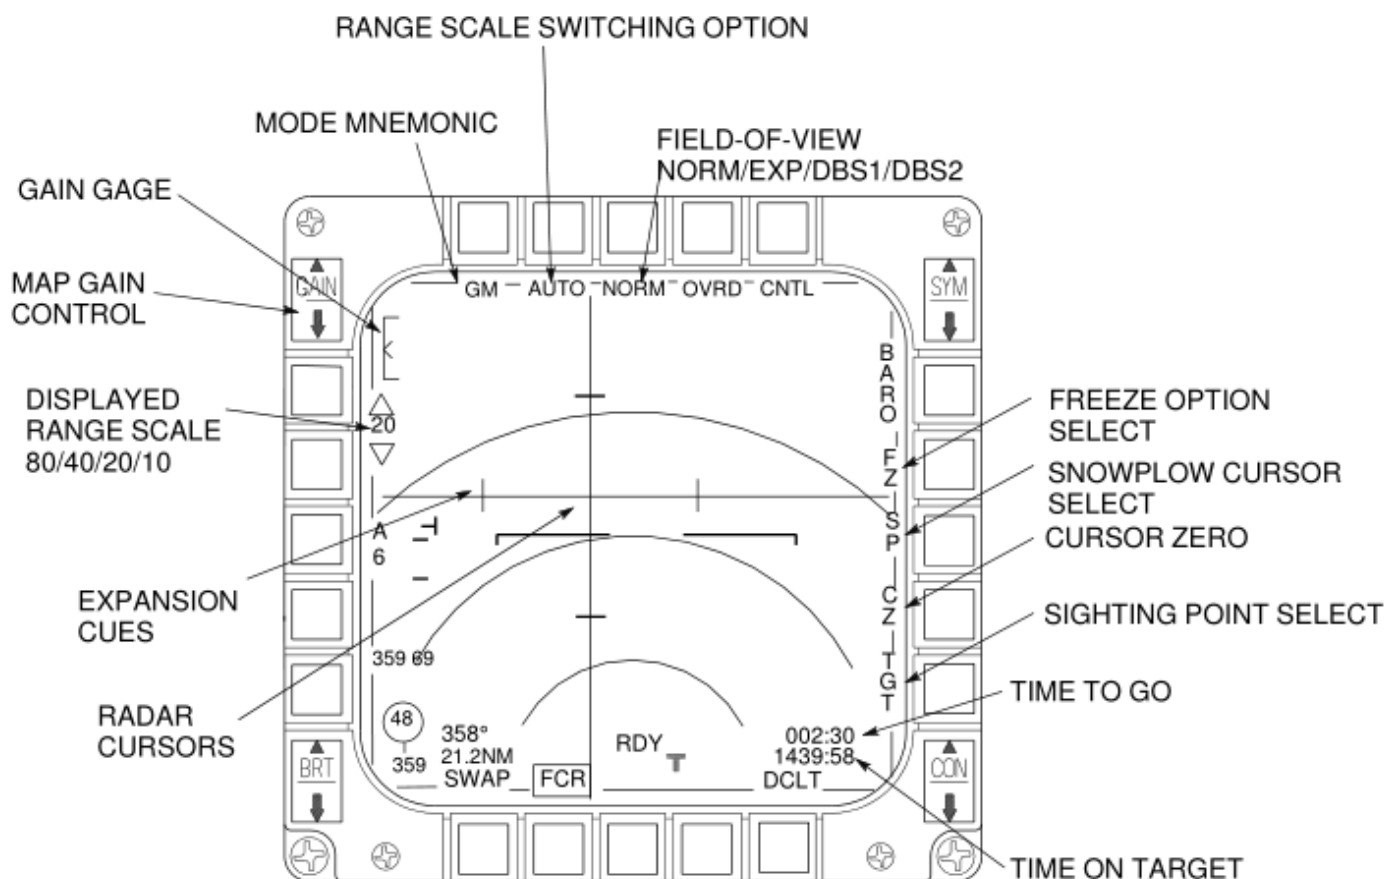 RANGE SCALE SWITCHING OPTION
MODE MNEMONIC
FIELD-OF-VIEW
NORM/EXP/DBS1/DBS2
GAIN GAGE
MAP GAIN
CONTROL
GAIN
SYM
GM AUTO NORM OVRD CNTL
BARO
DISPLAYED
RANGE SCALE
80/40/20/10
20
FREEZE OPTION
SELECT
FZ
SNOWPLOW CURSOR
SELECT
SP
A
6
CURSOR ZERO
CZ
EXPANSION
CUES
SIGHTING POINT SELECT
TGT
359 69
RADAR
CURSORS
TIME TO GO
48
359
358°
21.2NM
RDY
002:30
1439:58
SWAP FCR DCLT
BRT
CON
TIME ON TARGET